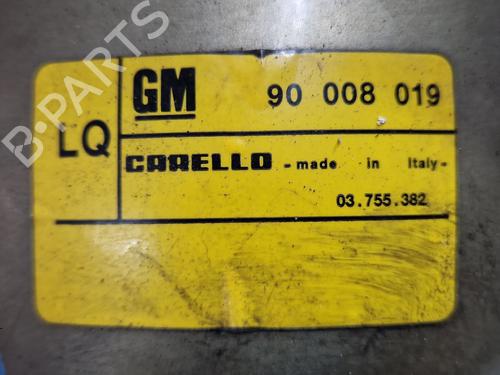 GM 90 008 019
LQ
CARELLO - made in Italy-
03.755.382
B-PARTS